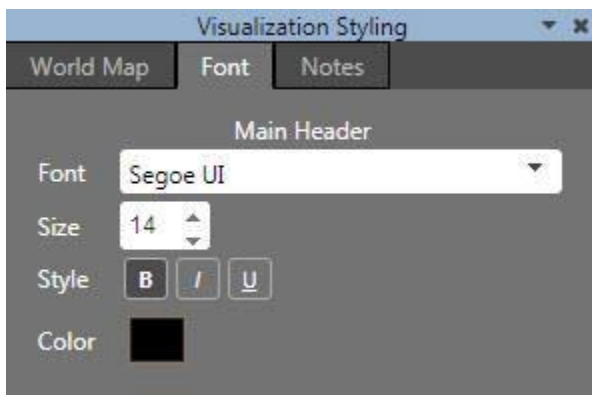 Visualization Styling
World Map Font Notes
Main Header
Font Segoe UI
Size 14
Style B I U
Color